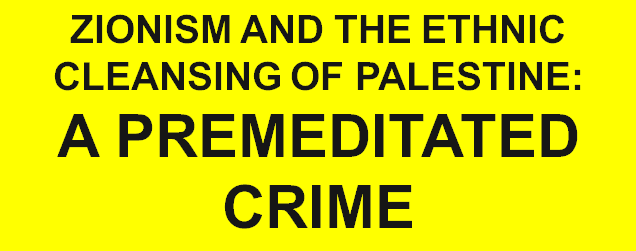 ZIONISM AND THE ETHNIC
CLEANSING OF PALESTINE:
A PREMEDITATED
CRIME